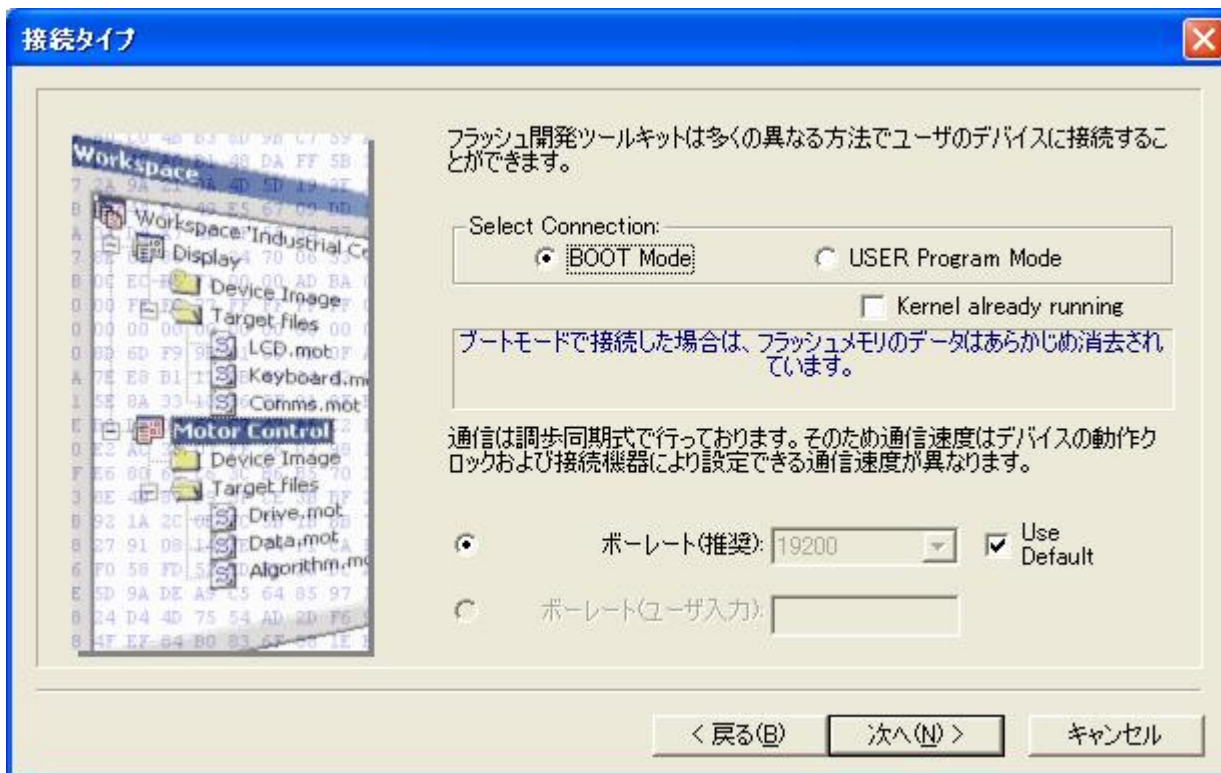 接続タイプ
フラッシュ開発ツールキットは多くの異なる方法でユーザのデバイスに接続するこ
とができます。
Select Connection:
BOOT Mode
USER Program Mode
Kernel already running
ブートモードで接続した場合は、フラッシュメモリのデータはあらかじめ消去され
ています。
通信は調歩同期式で行っております。そのため通信速度はデバイスの動作ク
ロックおよび接続機器により設定できる通信速度が異なります。
ボーレート(推奨): 19200
Use
Default
ボーレート(ユーザ入力):
Workspace
Workspace 'Industrial Co
Display
Device Image
Target files
LCD.mot
Keyboard.mo
Comms.mot
Motor Control
Device Image
Target files
Drive.mot
Data.mot
Algorithm.mo
< 戻る(B)
次へ(N) >
キャンセル